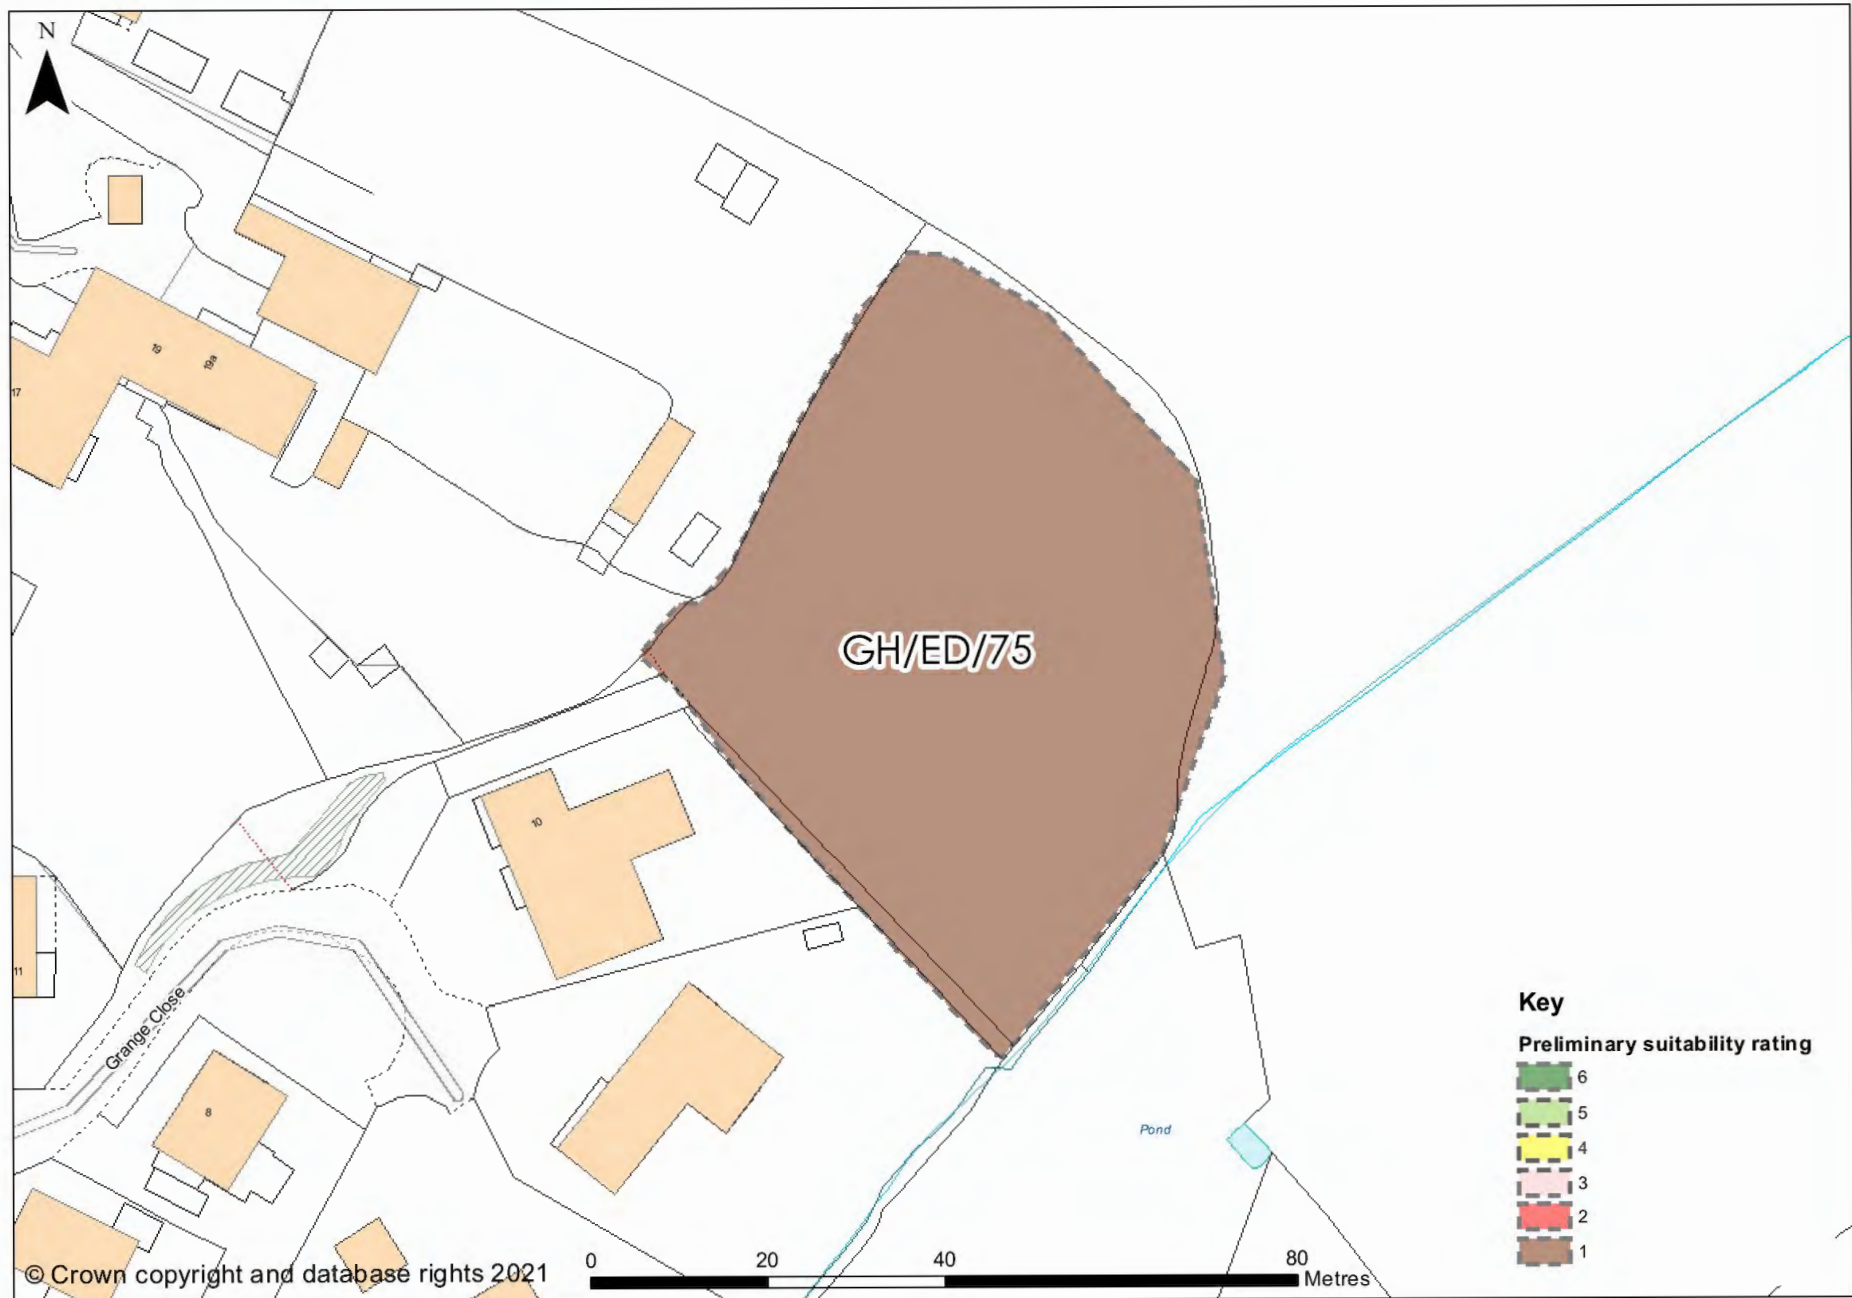 N
19
19a
17
GH/ED/75
10
11
Grange Close
8
Pond
Key
Preliminary suitability rating
6
5
4
3
2
1
© Crown copyright and database rights 2021
0 20 40 80
Metres